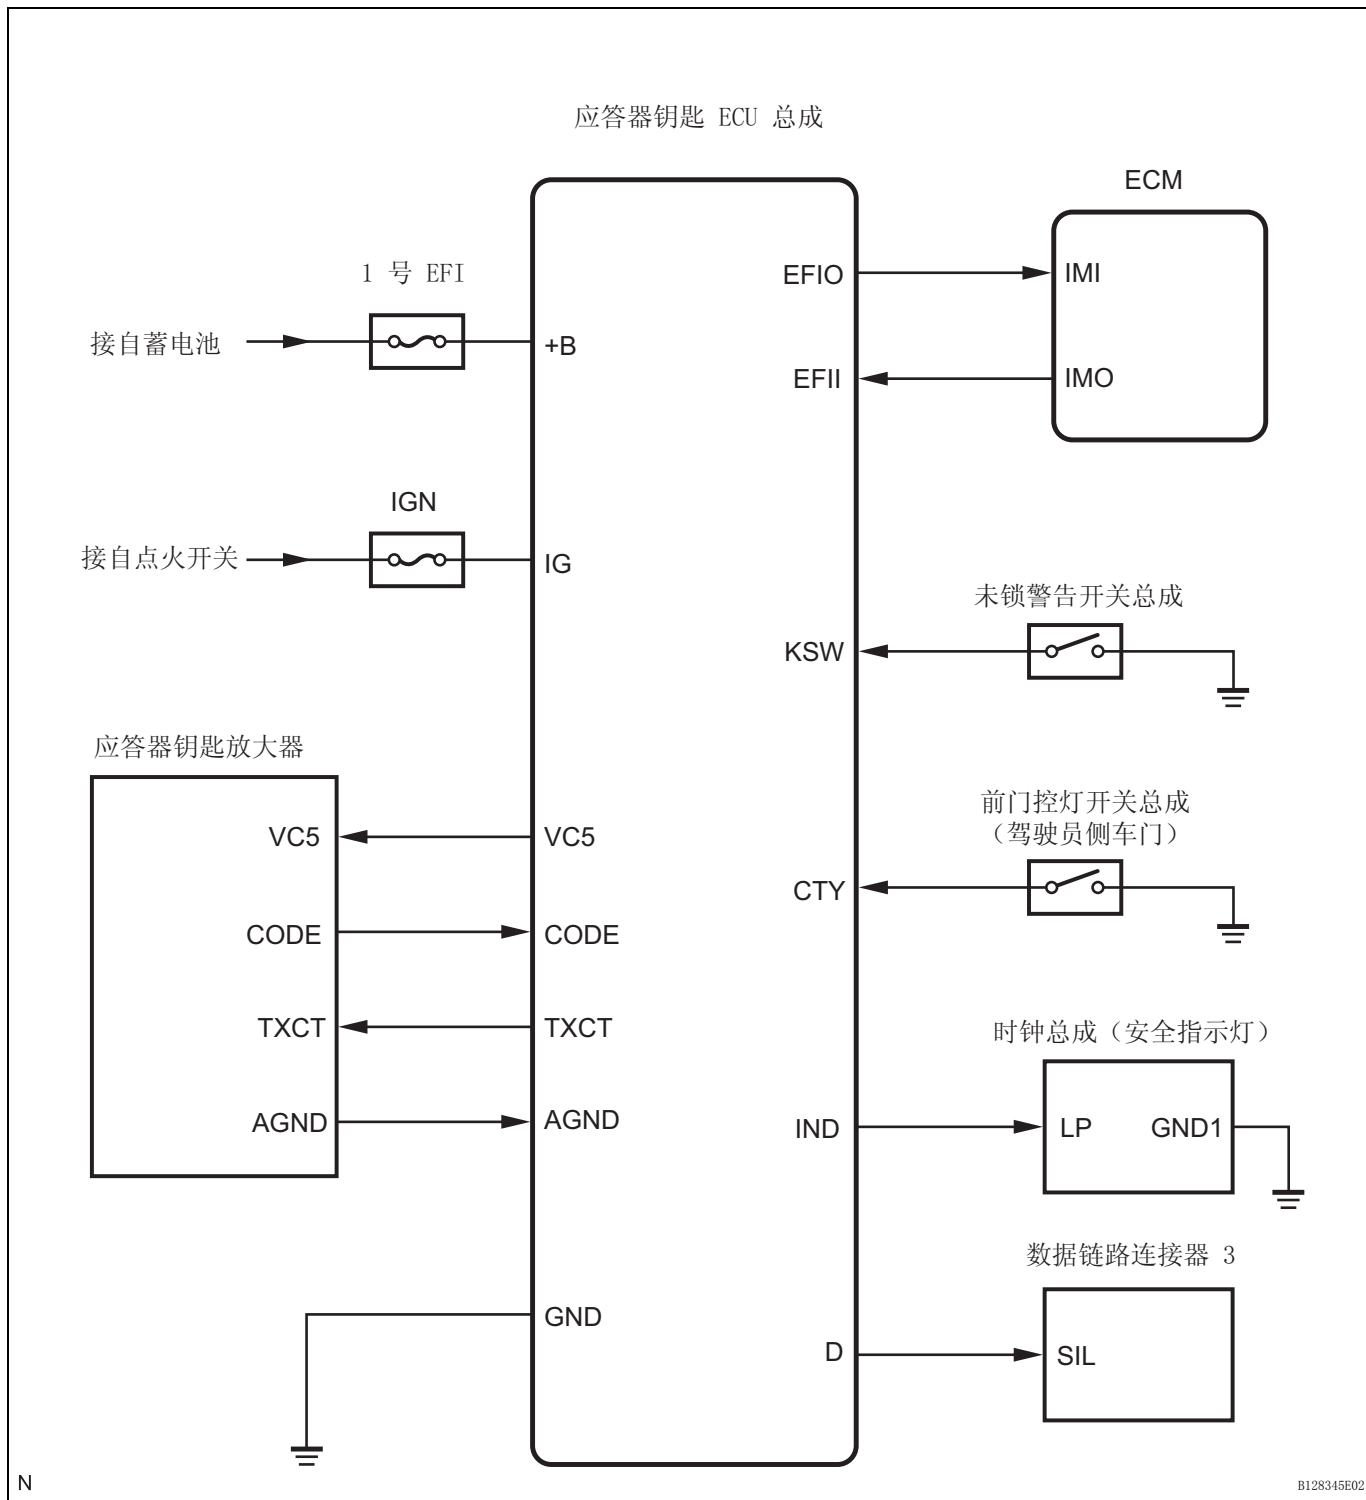 应答器钥匙 ECU 总成
ECM
1 号 EFI
EFIO
IMI
接自蓄电池
+B
EFII
IMO
IGN
接自点火开关
IG
未锁警告开关总成
KSW
应答器钥匙放大器
前门控灯开关总成
（驾驶员侧车门）
VC5
VC5
CTY
CODE
CODE
TXCT
TXCT
时钟总成（安全指示灯）
AGND
AGND
IND
LP
GND1
数据链路连接器 3
GND
D
SIL
N
B128345E02